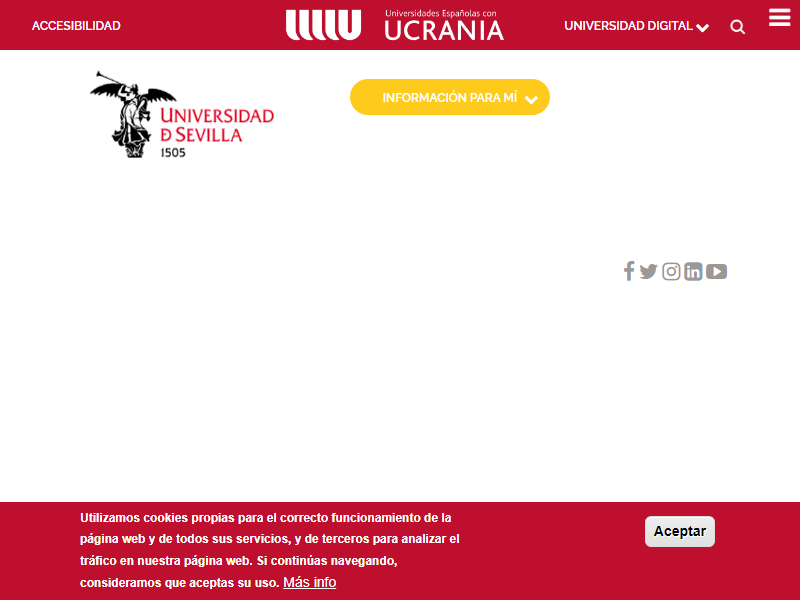 ACCESIBILIDAD
Universidades Españolas con
UCRANIA
UNIVERSIDAD DIGITAL
UNIVERSIDAD
D SEVILLA
1505
INFORMACIÓN PARA MÍ
Utilizamos cookies propias para el correcto funcionamiento de la
página web y de todos sus servicios, y de terceros para analizar el
tráfico en nuestra página web. Si continúas navegando,
consideramos que aceptas su uso. Más info
Aceptar